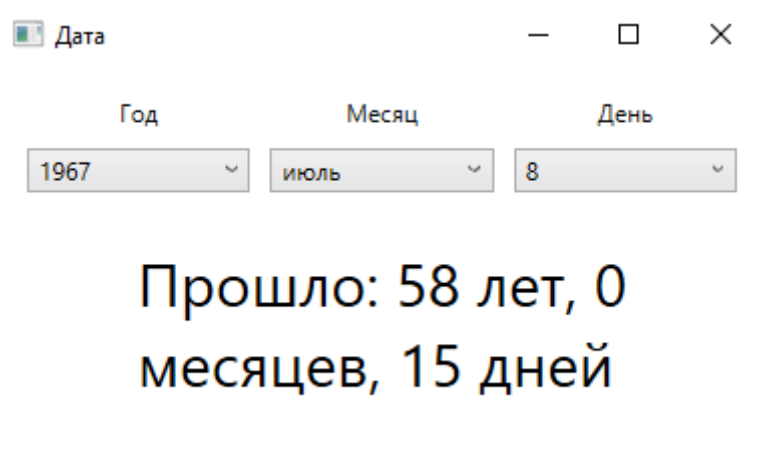 Дата
Год Месяц День
1967 июль 8
Прошло: 58 лет, 0
месяцев, 15 дней